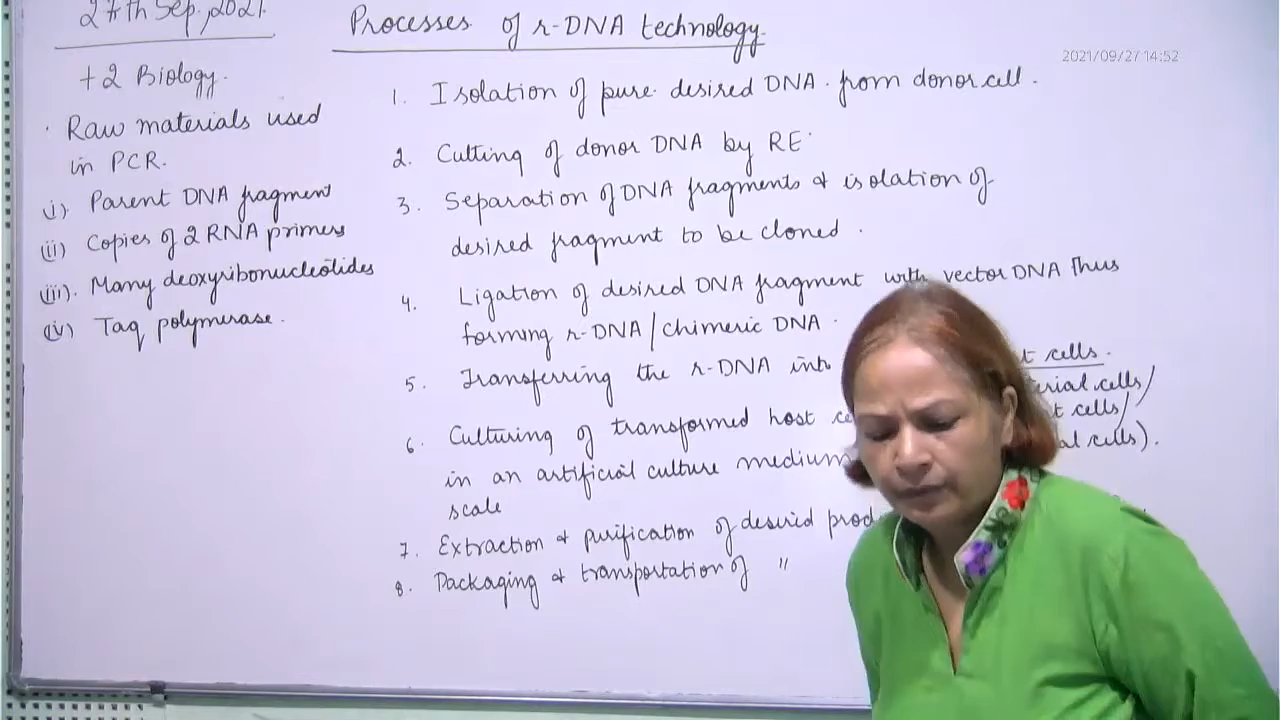 27th Sep., 2021.
+2 Biology.
Raw materials used
in PCR.
(i) Parent DNA fragment
(ii) Copies of 2 RNA primers
(iii). Many deoxyribonucleotides
(iv) Taq polymerase.
Processes of r-DNA technology.
2021/09/27 14:52
1. Isolation of pure desired DNA from donor cell.
2. Cutting of donor DNA by RE
3. Separation of DNA fragments & isolation of
desired fragment to be cloned.
4. Ligation of desired DNA fragment with vector DNA thus
forming r-DNA/chimeric DNA.
5. Transferring the r-DNA into cells.
cells/
6. Culturing of transformed host cells/
in an artificial culture medium cells).
scale
7. Extraction & purification of desired
8. Packaging & transportation of "